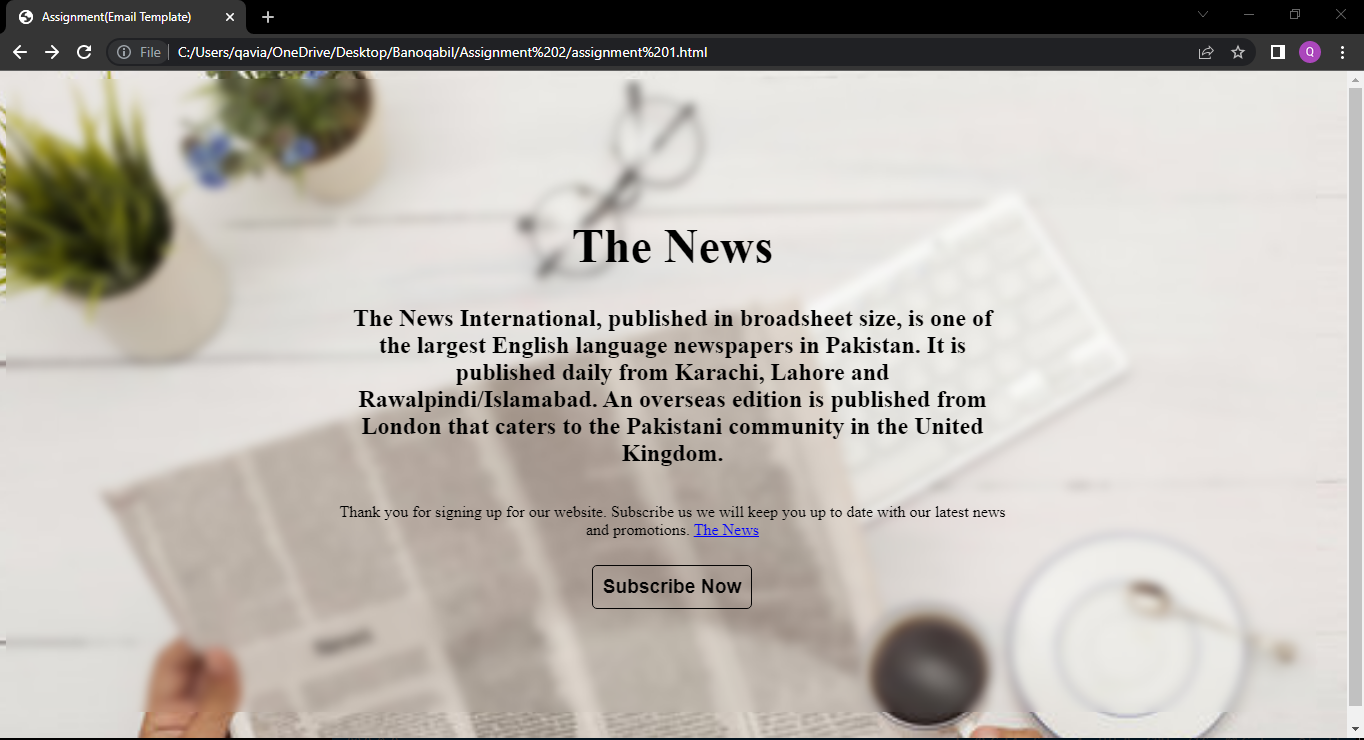 Assignment(Email Template)
File
C:/Users/qavia/OneDrive/Desktop/Banoqabil/Assignment%202/assignment%201.html
Q
The News
The News International, published in broadsheet size, is one of
the largest English language newspapers in Pakistan. It is
published daily from Karachi, Lahore and
Rawalpindi/Islamabad. An overseas edition is published from
London that caters to the Pakistani community in the United
Kingdom.
Thank you for signing up for our website. Subscribe us we will keep you up to date with our latest news
and promotions. The News
Subscribe Now